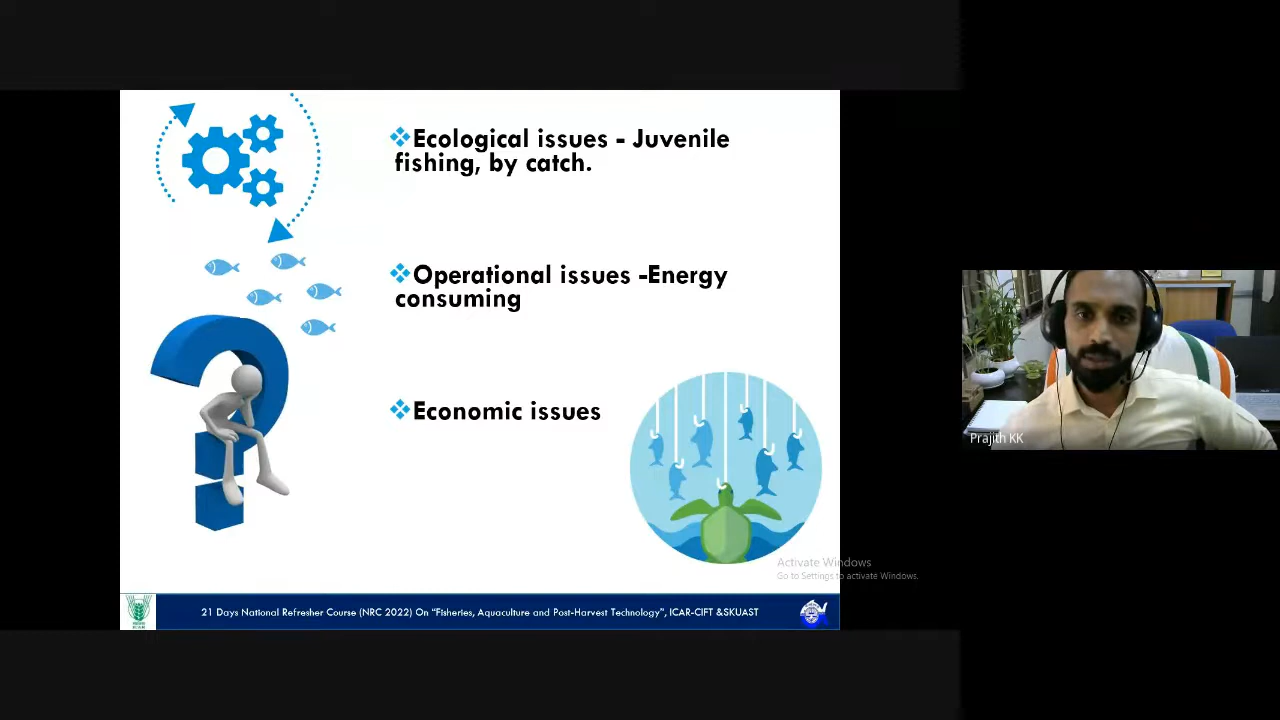 ❖Ecological issues - Juvenile
fishing, by catch.
❖Operational issues -Energy
consuming
❖Economic issues
Prajith KK
Activate Windows
Go to Settings to activate Windows.
21 Days National Refresher Course (NRC 2022) On "Fisheries, Aquaculture and Post-Harvest Technology", ICAR-CIFT &SKUAST